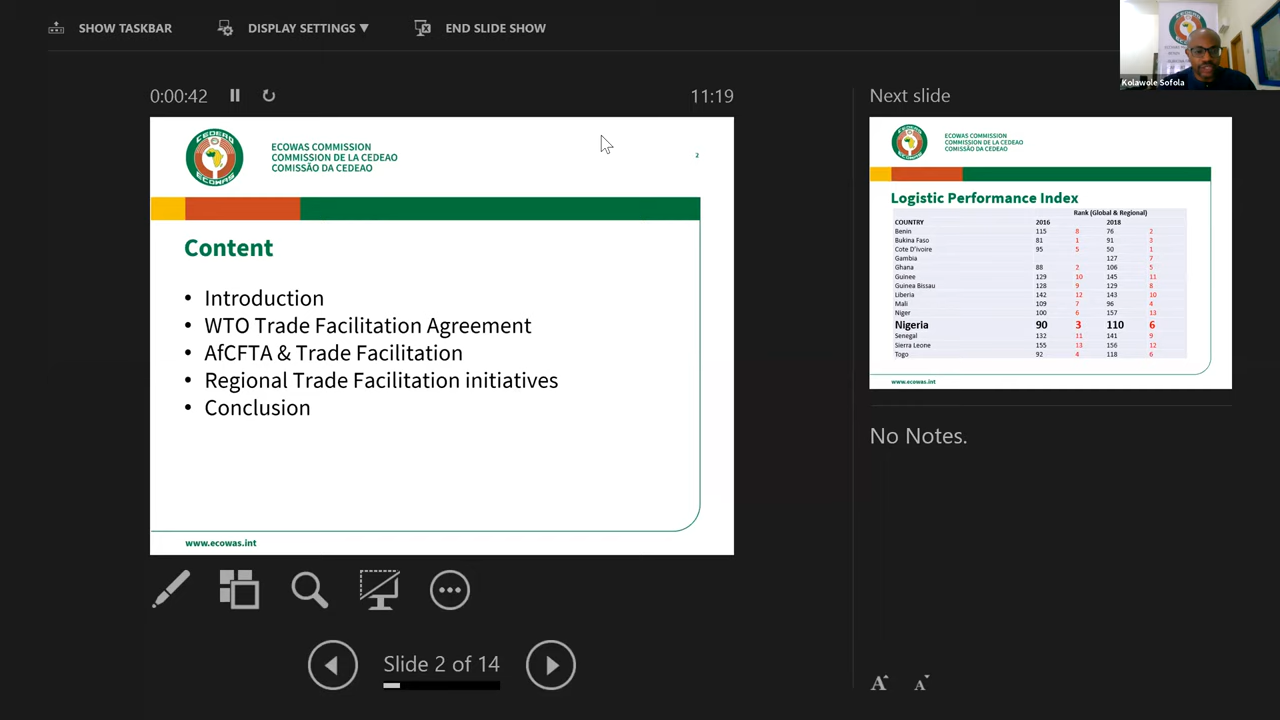 SHOW TASKBAR
DISPLAY SETTINGS ▼
END SLIDE SHOW
Kolawole Sofola
0:00:42
11:19
CEDEAO
ECOWAS
ECOWAS COMMISSION
COMMISSION DE LA CEDEAO
COMISSÃO DA CEDEAO
2
Content
• Introduction
• WTO Trade Facilitation Agreement
• AfCFTA & Trade Facilitation
• Regional Trade Facilitation initiatives
• Conclusion
www.ecowas.int
Slide 2 of 14
Next slide
ECOWAS COMMISSION
COMMISSION DE LA CEDEAO
COMISSÃO DA CEDEAO
Logistic Performance Index
Rank (Global & Regional)
COUNTRY 2016 2018
Benin 115 8 76 2
Bukina Faso 81 1 91 3
Cote D'ivoire 95 5 50 1
Gambia 127 7
Ghana 88 2 106 5
Guinee 129 10 145 11
Guinea Bissau 128 9 129 8
Liberia 142 12 143 10
Mali 109 7 96 4
Niger 100 6 157 13
Nigeria 90 3 110 6
Senegal 132 11 141 9
Sierra Leone 155 13 156 12
Togo 92 4 118 6
www.ecowas.int
No Notes.
A A